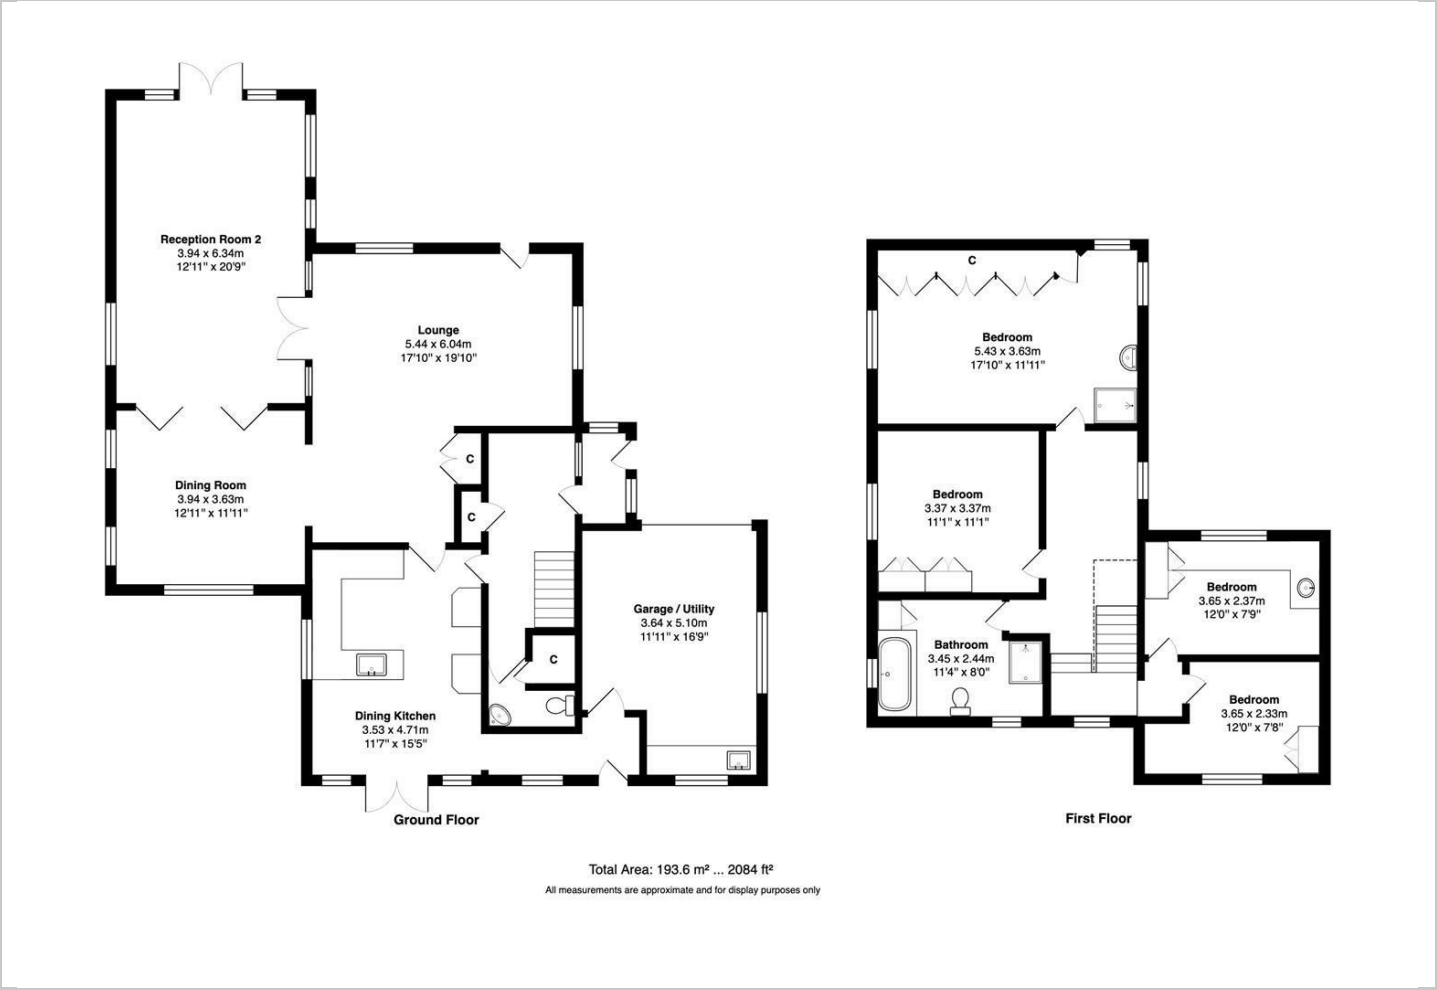 Reception Room 2
3.94 x 6.34m
12'11" x 20'9"
Lounge
5.44 x 6.04m
17'10" x 19'10"
C
C
Dining Room
3.94 x 3.63m
12'11" x 11'11"
Garage / Utility
3.64 x 5.10m
11'11" x 16'9"
C
Dining Kitchen
3.53 x 4.71m
11'7" x 15'5"
Ground Floor
C
Bedroom
5.43 x 3.63m
17'10" x 11'11"
Bedroom
3.37 x 3.37m
11'1" x 11'1"
Bedroom
3.65 x 2.37m
12'0" x 7'9"
Bathroom
3.45 x 2.44m
11'4" x 8'0"
Bedroom
3.65 x 2.33m
12'0" x 7'8"
First Floor
Total Area: 193.6 m² ... 2084 ft²
All measurements are approximate and for display purposes only